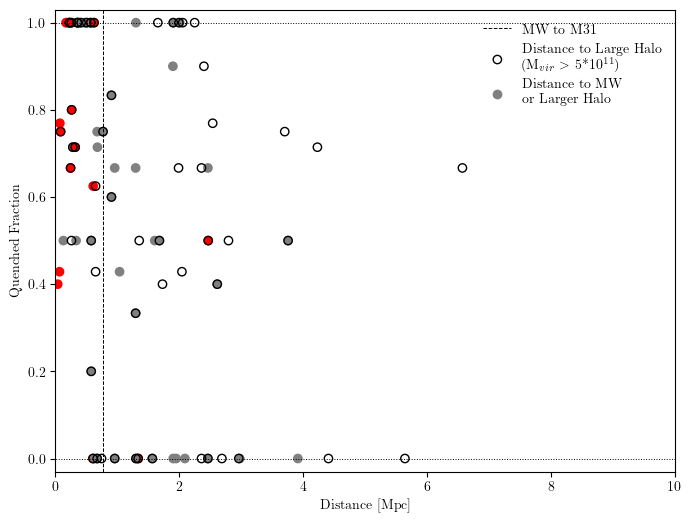 1.0
0.8
0.6
0.4
0.2
0.0
Quenched Fraction
MW to M31
Distance to Large Halo
(M$_{vir}$ > 5*10$^{11}$)
Distance to MW
or Larger Halo
0 2 4 6 8 10
Distance [Mpc]